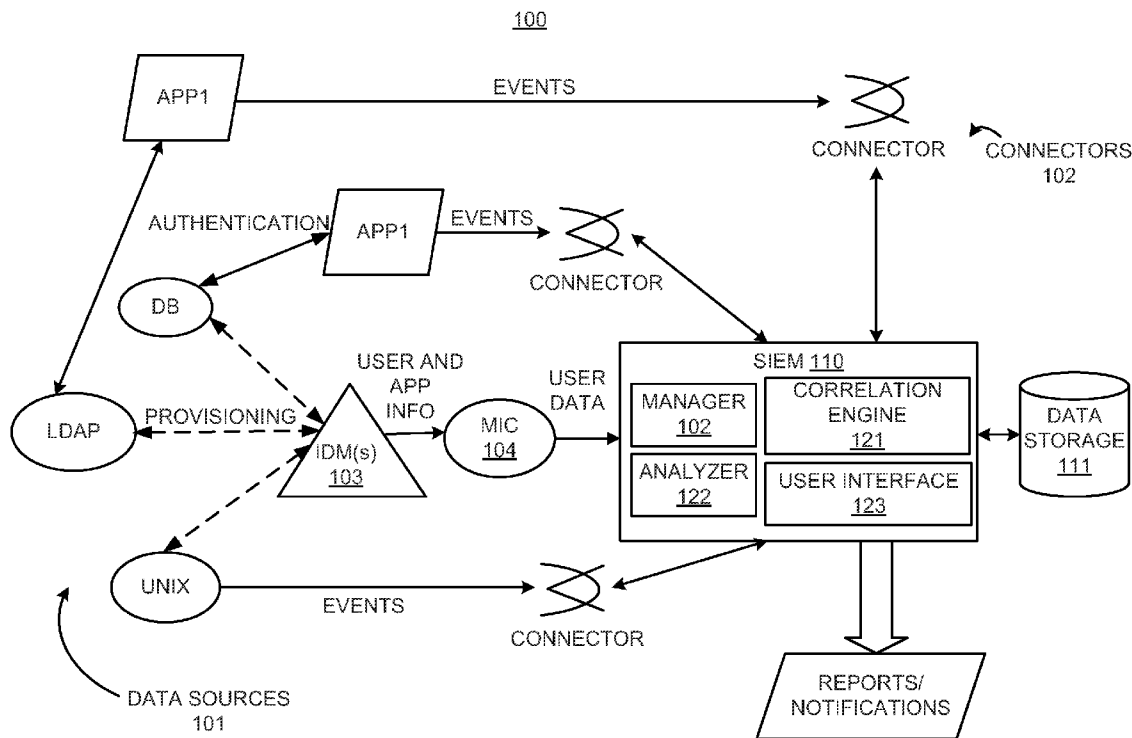 100
APP1
EVENTS
CONNECTOR
CONNECTORS
102
AUTHENTICATION
APP1
EVENTS
CONNECTOR
DB
USER AND
APP
INFO
USER
DATA
SIEM 110
MANAGER
102
CORRELATION
ENGINE
121
ANALYZER
122
USER INTERFACE
123
DATA
STORAGE
111
LDAP
PROVISIONING
IDM(s)
103
MIC
104
UNIX
EVENTS
CONNECTOR
DATA SOURCES
101
REPORTS/
NOTIFICATIONS